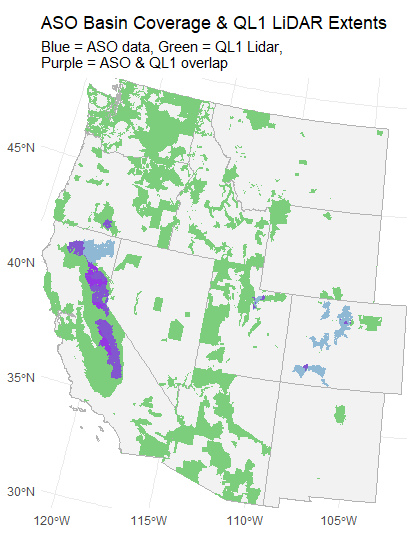 ASO Basin Coverage & QL1 LiDAR Extents
Blue = ASO data, Green = QL1 Lidar,
Purple = ASO & QL1 overlap
45°N
40°N
35°N
30°N
120°W 115°W 110°W 105°W